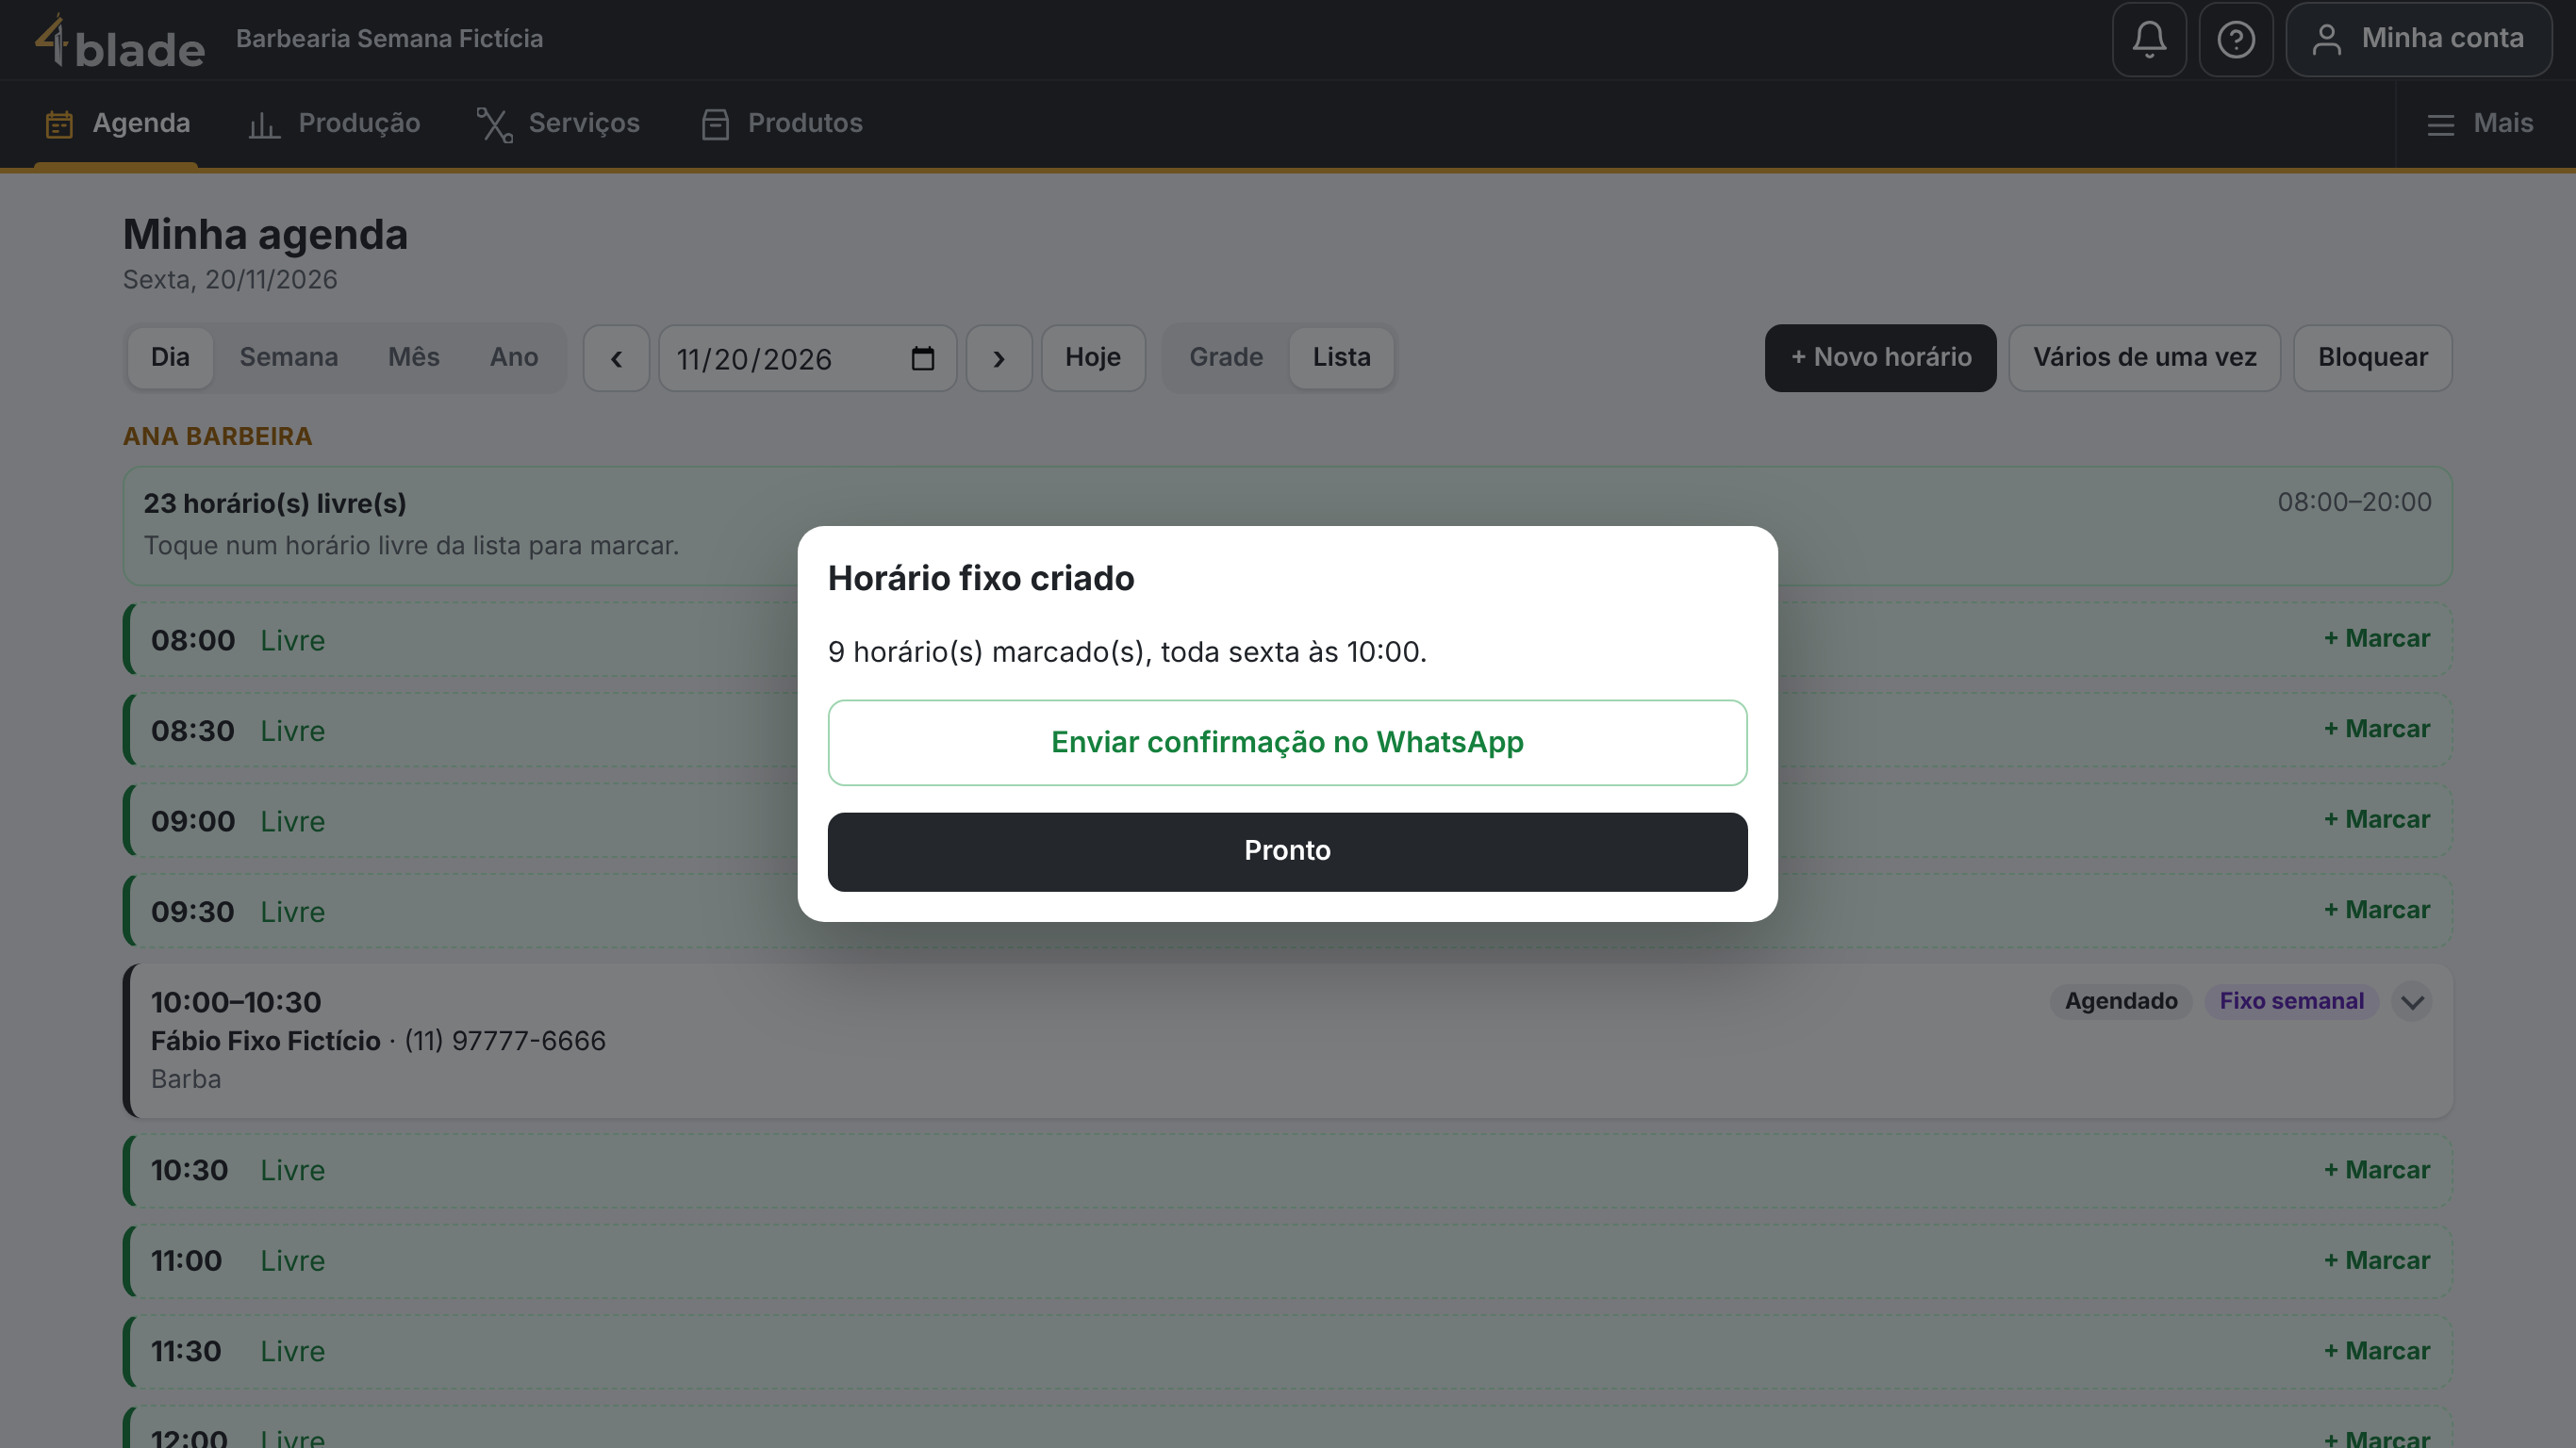 4blade
Barbearia Semana Fictícia
Minha conta
Agenda
Produção
Serviços
Produtos
Mais
Minha agenda
Sexta, 20/11/2026
Dia
Semana
Mês
Ano
‹
11/20/2026
›
Hoje
Grade
Lista
+ Novo horário
Vários de uma vez
Bloquear
ANA BARBEIRA
23 horário(s) livre(s)
08:00–20:00
Toque num horário livre da lista para marcar.
Horário fixo criado
9 horário(s) marcado(s), toda sexta às 10:00.
Enviar confirmação no WhatsApp
Pronto
08:00 Livre + Marcar
08:30 Livre + Marcar
09:00 Livre + Marcar
09:30 Livre + Marcar
10:00–10:30
Agendado
Fixo semanal
Fábio Fixo Fictício · (11) 97777-6666
Barba
10:30 Livre + Marcar
11:00 Livre + Marcar
11:30 Livre + Marcar
12:00 Livre + Marcar